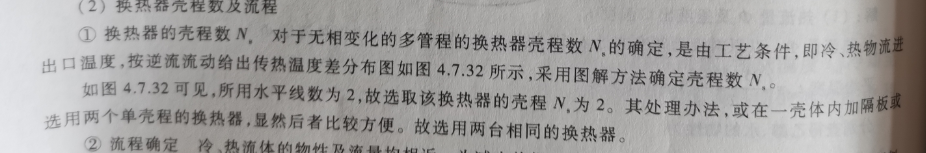 (2) 换热器壳程数及流程
① 换热器的壳程数 Nₛ 对于无相变化的多管程的换热器壳程数 Nₛ的确定,是由工艺条件,即冷、热物流进
出口温度,按逆流流动给出传热温度差分布图如图 4.7.32 所示,采用图解方法确定壳程数 Nₛ。
如图 4.7.32 可见,所用水平线数为 2,故选取该换热器的壳程 Nₛ为 2。其处理办法,或在一壳体内加隔板或
选用两个单壳程的换热器,显然后者比较方便。故选用两台相同的换热器。
② 流程确定 冷、热流体的物性及流量均相近